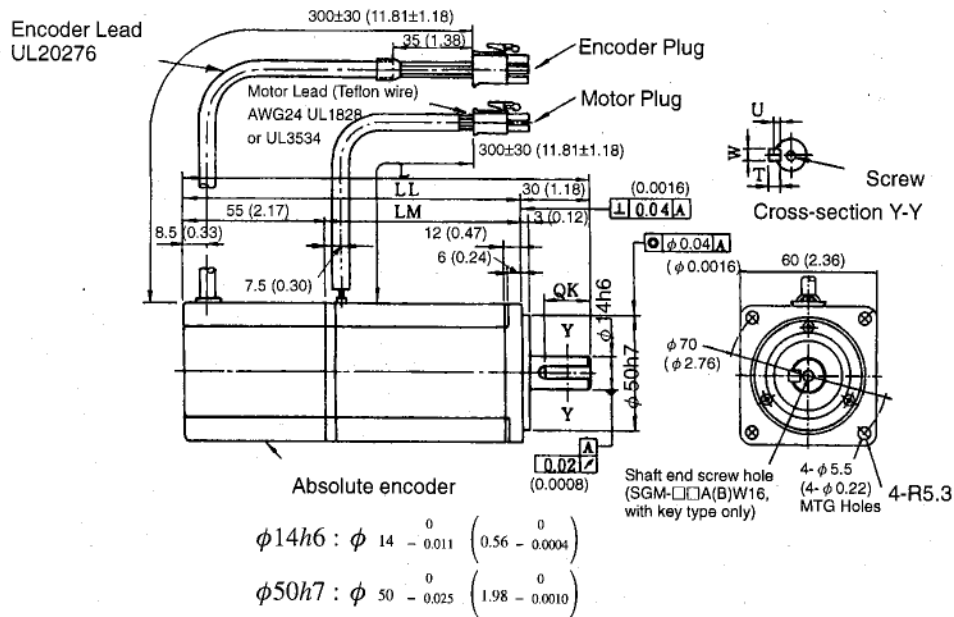 300±30 (11.81±1.18)
Encoder Lead
UL20276
35 (1.38)
Encoder Plug
Motor Lead (Teflon wire)
AWG24 UL1828
or UL3534
Motor Plug
300±30 (11.81±1.18)
U
W
T
Screw
Cross-section Y-Y
L
LL
30 (1.18)
(0.0016)
⊥ 0.04 A
55 (2.17)
LM
3 (0.12)
8.5 (0.33)
12 (0.47)
6 (0.24)
7.5 (0.30)
◎ φ0.04 A
(φ0.0016)
60 (2.36)
QK
φ14h6
Y
φ50h7
Y
φ70
(φ2.76)
A
0.02 ↗
(0.0008)
Absolute encoder
Shaft end screw hole
(SGM-□□A(B)W16,
with key type only)
4-φ5.5
(4-φ0.22)
MTG Holes
4-R5.3
φ14h6 : φ 14 0 - 0.011 (0.56 0 - 0.0004)
φ50h7 : φ 50 0 - 0.025 (1.98 0 - 0.0010)